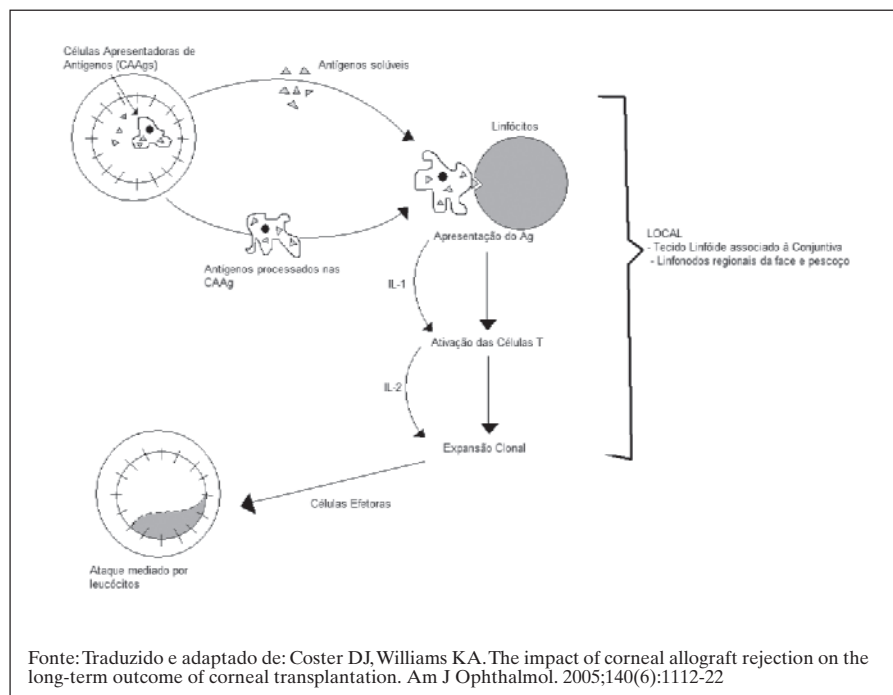 Células Apresentadoras de
Antígenos (CAAgs)
Antígenos solúveis
Linfócitos
Antígenos processados nas
CAAg
Apresentação do Ag
LOCAL
- Tecido Linfóide associado à Conjuntiva
- Linfonodos regionais da face e pescoço
IL-1
Ativação das Células T
IL-2
Expansão Clonal
Células Efetoras
Ataque mediado por
leucócitos
Fonte: Traduzido e adaptado de: Coster DJ, Williams KA. The impact of corneal allograft rejection on the
long-term outcome of corneal transplantation. Am J Ophthalmol. 2005;140(6):1112-22